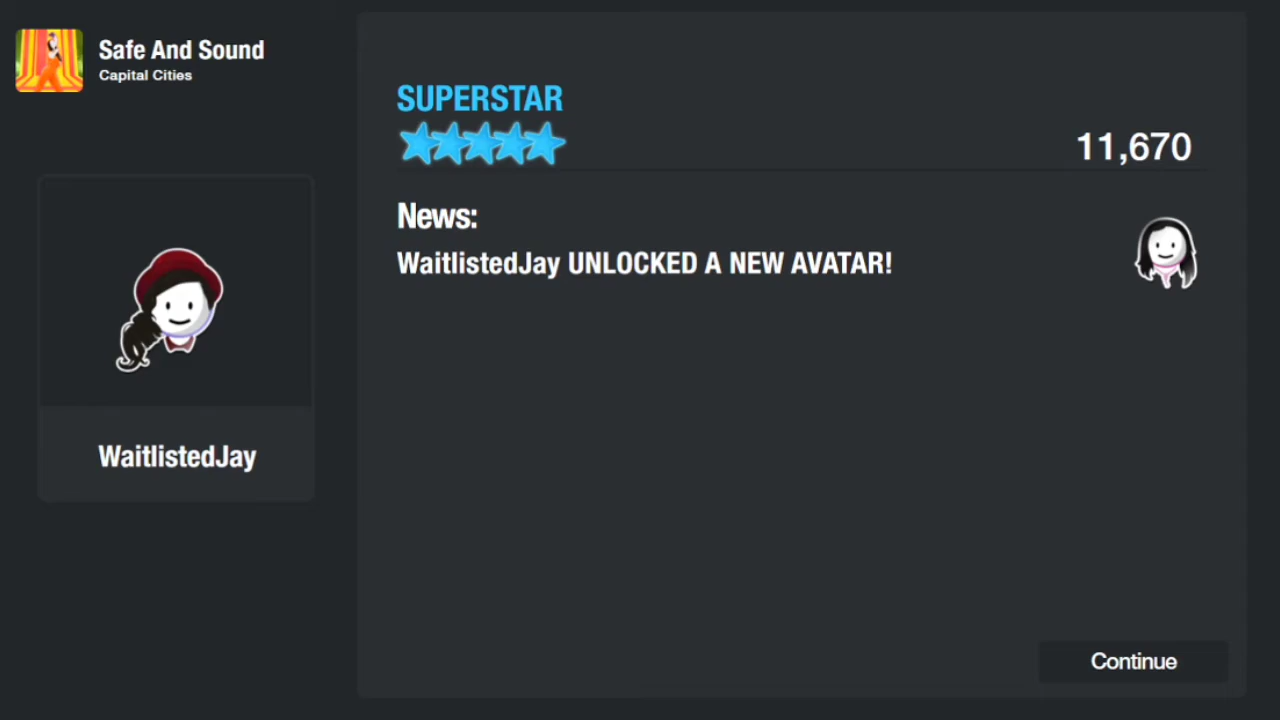 Safe And Sound
Capital Cities
SUPERSTAR
11,670
News:
WaitlistedJay UNLOCKED A NEW AVATAR!
WaitlistedJay
Continue